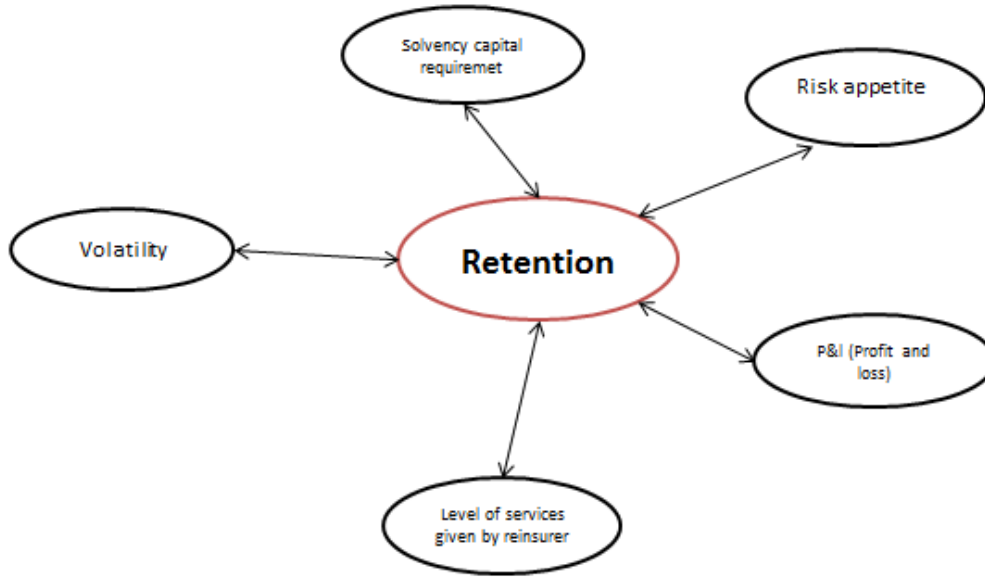 Solvency capital
requiremet
Risk appetite
Volatility
Retention
P&l (Profit and
loss)
Level of services
given by reinsurer